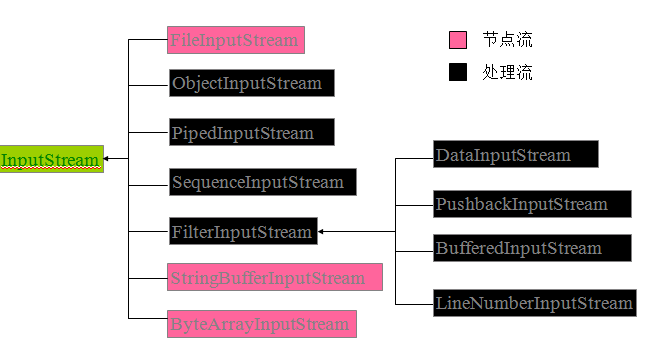 FileInputStream
节点流
ObjectInputStream
处理流
PipedInputStream
InputStream
DataInputStream
SequenceInputStream
PushbackInputStream
FilterInputStream
BufferedInputStream
StringBufferInputStream
LineNumberInputStream
ByteArrayInputStream